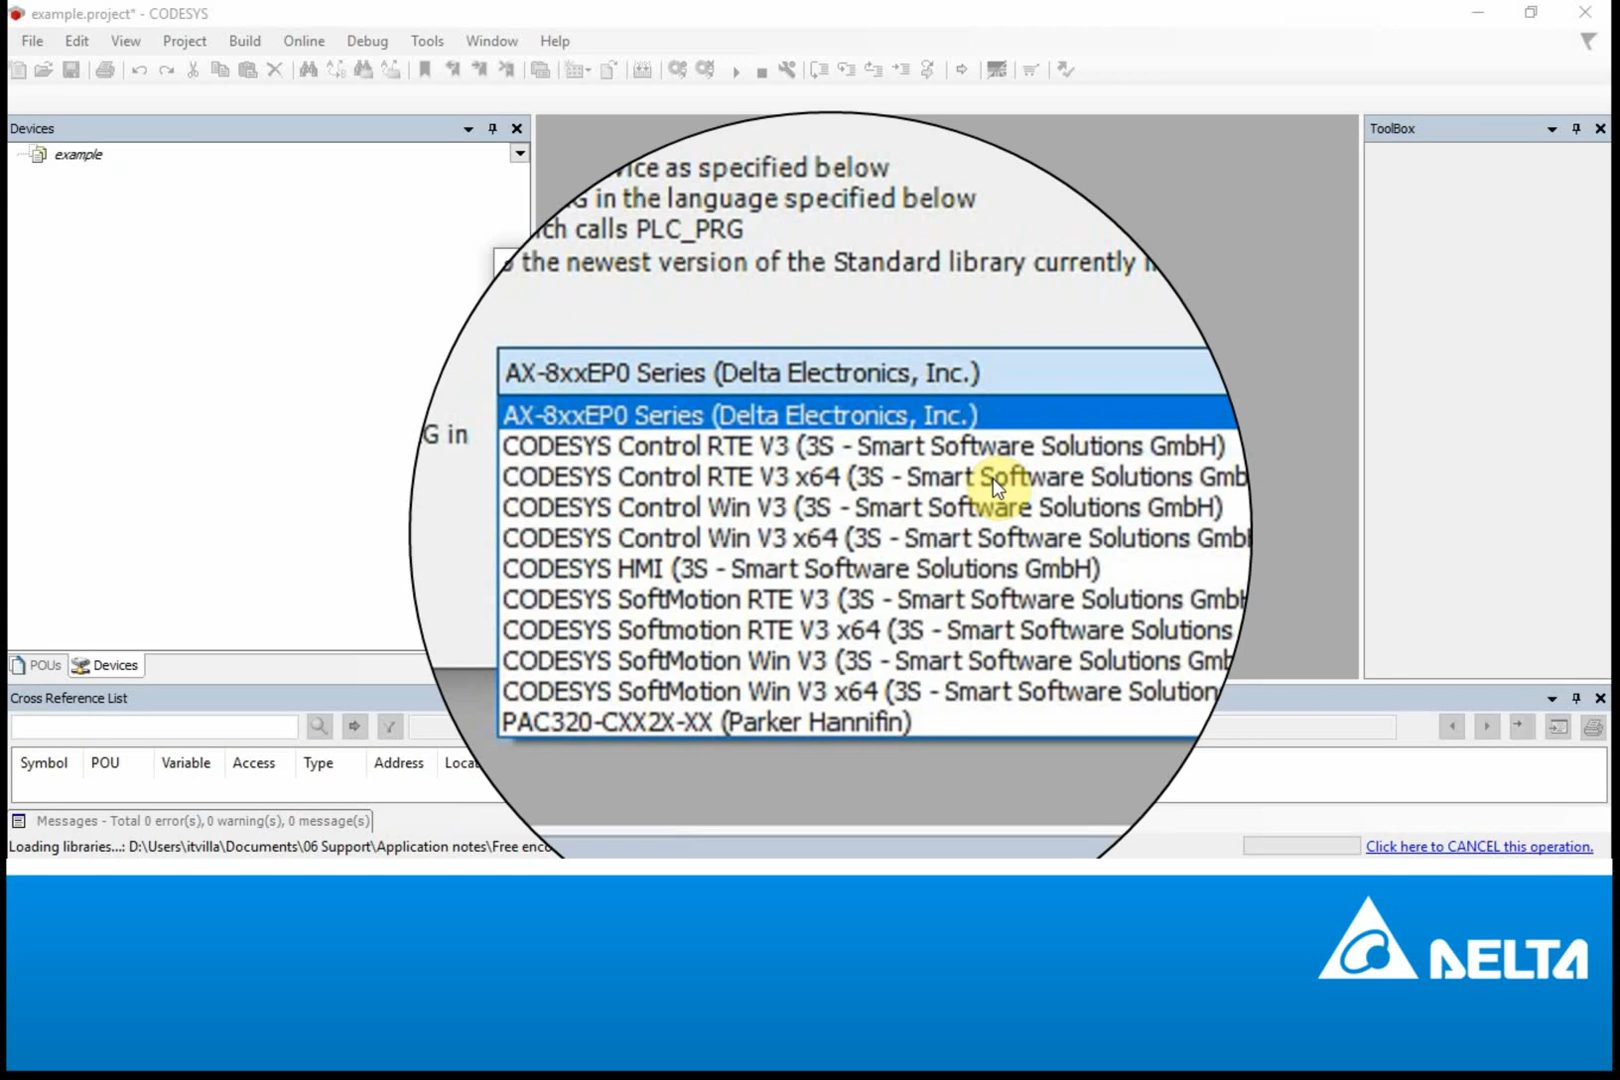 example.project* - CODESYS
File Edit View Project Build Online Debug Tools Window Help
Devices
ToolBox
example
as specified below
in the language specified below
calls PLC_PRG
the newest version of the Standard library currently
AX-8xxEP0 Series (Delta Electronics, Inc.)
AX-8xxEP0 Series (Delta Electronics, Inc.)
G in
CODESYS Control RTE V3 (3S - Smart Software Solutions GmbH)
CODESYS Control RTE V3 x64 (3S - Smart Software Solutions Gmb
CODESYS Control Win V3 (3S - Smart Software Solutions GmbH)
CODESYS Control Win V3 x64 (3S - Smart Software Solutions Gmb
CODESYS HMI (3S - Smart Software Solutions GmbH)
CODESYS SoftMotion RTE V3 (3S - Smart Software Solutions Gmb
CODESYS Softmotion RTE V3 x64 (3S - Smart Software Solutions
CODESYS SoftMotion Win V3 (3S - Smart Software Solutions Gmb
CODESYS SoftMotion Win V3 x64 (3S - Smart Software Solution
PAC320-CXX2X-XX (Parker Hannifin)
POUs Devices
Cross Reference List
Symbol POU Variable Access Type Address Loca
Messages - Total 0 error(s), 0 warning(s), 0 message(s)
Loading libraries...: D:\Users\itvilla\Documents\06 Support\Application notes\Free enco
Click here to CANCEL this operation.
DELTA